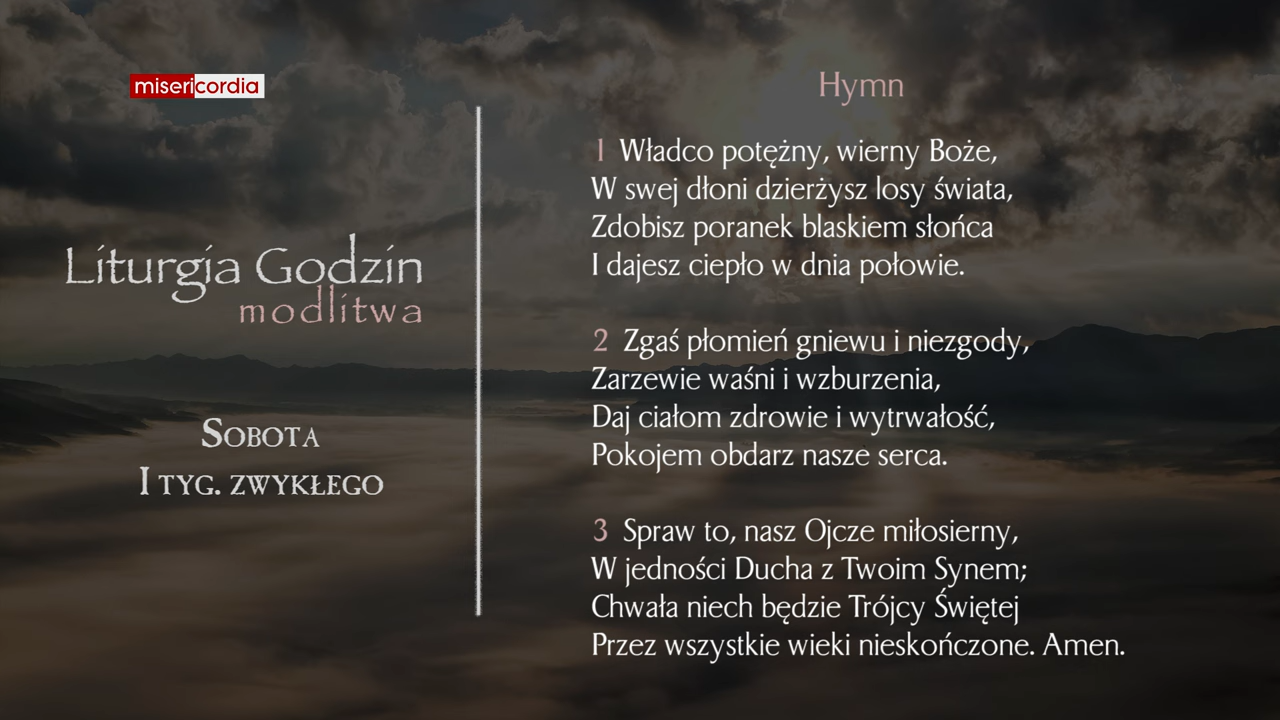 misericordia
Liturgia Godzin
modlitwa
Sobota
I tyg. zwykłego
Hymn
1 Władco potężny, wierny Boże,
W swej dłoni dzierżysz losy świata,
Zdobisz poranek blaskiem słońca
I dajesz ciepło w dnia połowie.
2 Zgaś płomień gniewu i niezgody,
Zarzewie waśni i wzburzenia,
Daj ciałom zdrowie i wytrwałość,
Pokojem obdarz nasze serca.
3 Spraw to, nasz Ojcze miłosierny,
W jedności Ducha z Twoim Synem;
Chwała niech będzie Trójcy Świętej
Przez wszystkie wieki nieskończone. Amen.